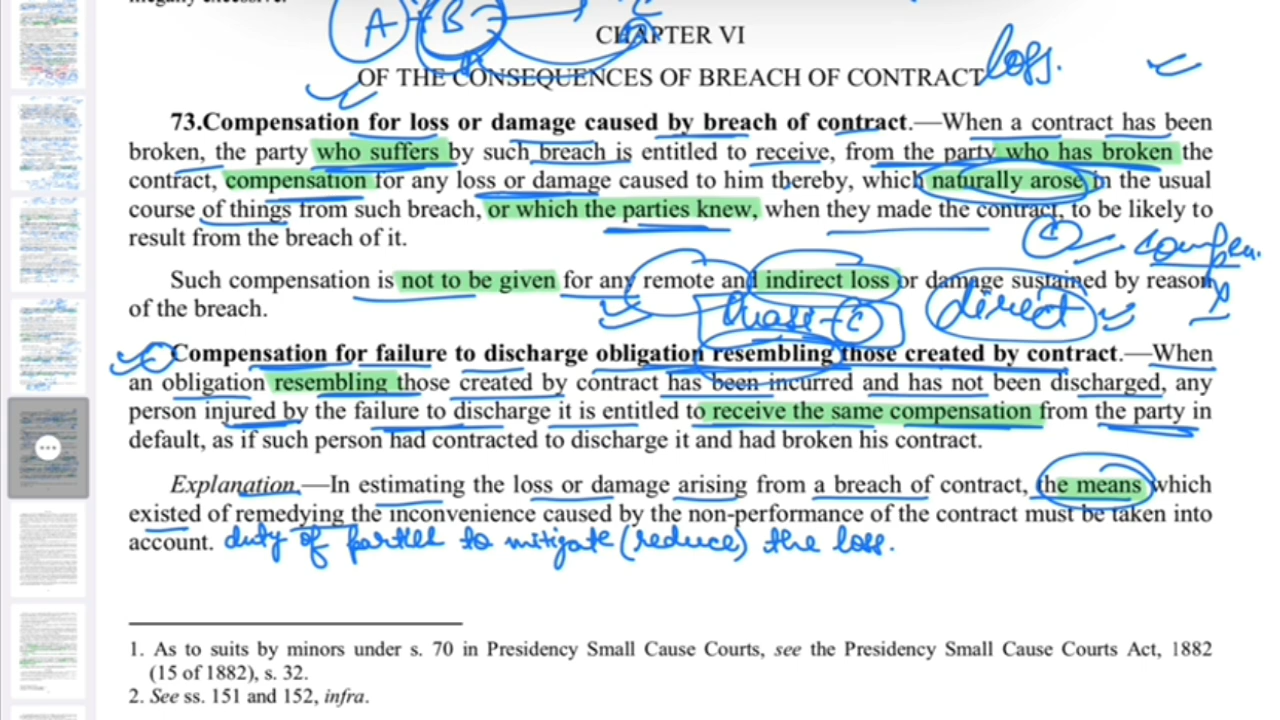 A B
CHAPTER VI
OF THE CONSEQUENCES OF BREACH OF CONTRACT loss.
73.Compensation for loss or damage caused by breach of contract.—When a contract has been
broken, the party who suffers by such breach is entitled to receive, from the party who has broken the
contract, compensation for any loss or damage caused to him thereby, which naturally arose in the usual
course of things from such breach, or which the parties knew, when they made the contract, to be likely to
result from the breach of it.
Such compensation is not to be given for any remote and indirect loss or damage sustained by reason
of the breach.
direct
Compensation for failure to discharge obligation resembling those created by contract.—When
an obligation resembling those created by contract has been incurred and has not been discharged, any
person injured by the failure to discharge it is entitled to receive the same compensation from the party in
default, as if such person had contracted to discharge it and had broken his contract.
Explanation.—In estimating the loss or damage arising from a breach of contract, the means which
existed of remedying the inconvenience caused by the non-performance of the contract must be taken into
account. duty of parties to mitigate (reduce) the loss.
1. As to suits by minors under s. 70 in Presidency Small Cause Courts, see the Presidency Small Cause Courts Act, 1882
(15 of 1882), s. 32.
2. See ss. 151 and 152, infra.